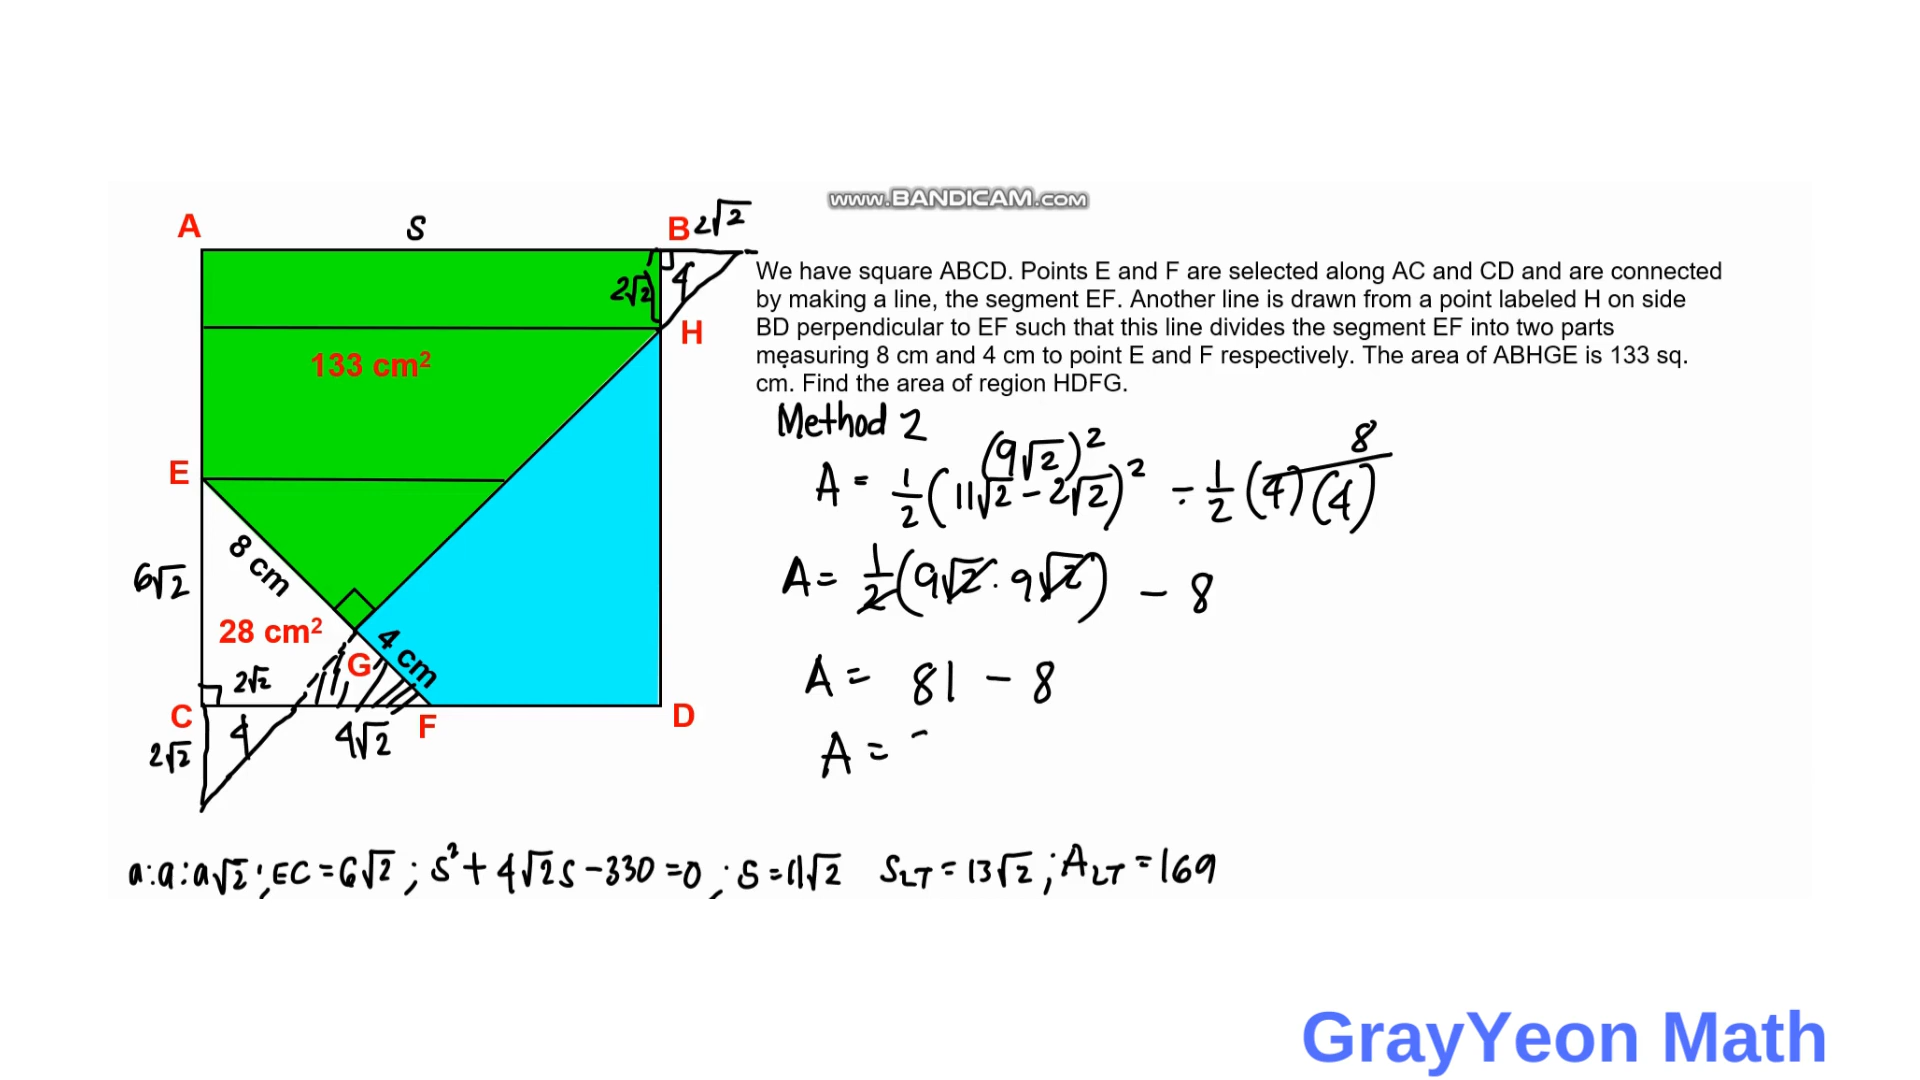 www.BANDICAM.com
A S B 2√2
2√2 4
H
133 cm²
E
6√2
8 cm
28 cm²
G 4 cm
2√2
C F D
4
2√2
4√2
We have square ABCD. Points E and F are selected along AC and CD and are connected
by making a line, the segment EF. Another line is drawn from a point labeled H on side
BD perpendicular to EF such that this line divides the segment EF into two parts
measuring 8 cm and 4 cm to point E and F respectively. The area of ABHGE is 133 sq.
cm. Find the area of region HDFG.
Method 2
(9√2)² 8
A = 1/2 (11√2 - 2√2)² - 1/2 (4)(4)
A = 1/2 (9√2 · 9√2) - 8
A = 81 - 8
A =
a:a:a√2 ; EC = 6√2 ; S² + 4√2S - 330 = 0 ; S = 11√2 S_LT = 13√2 ; A_LT = 169
GrayYeon Math